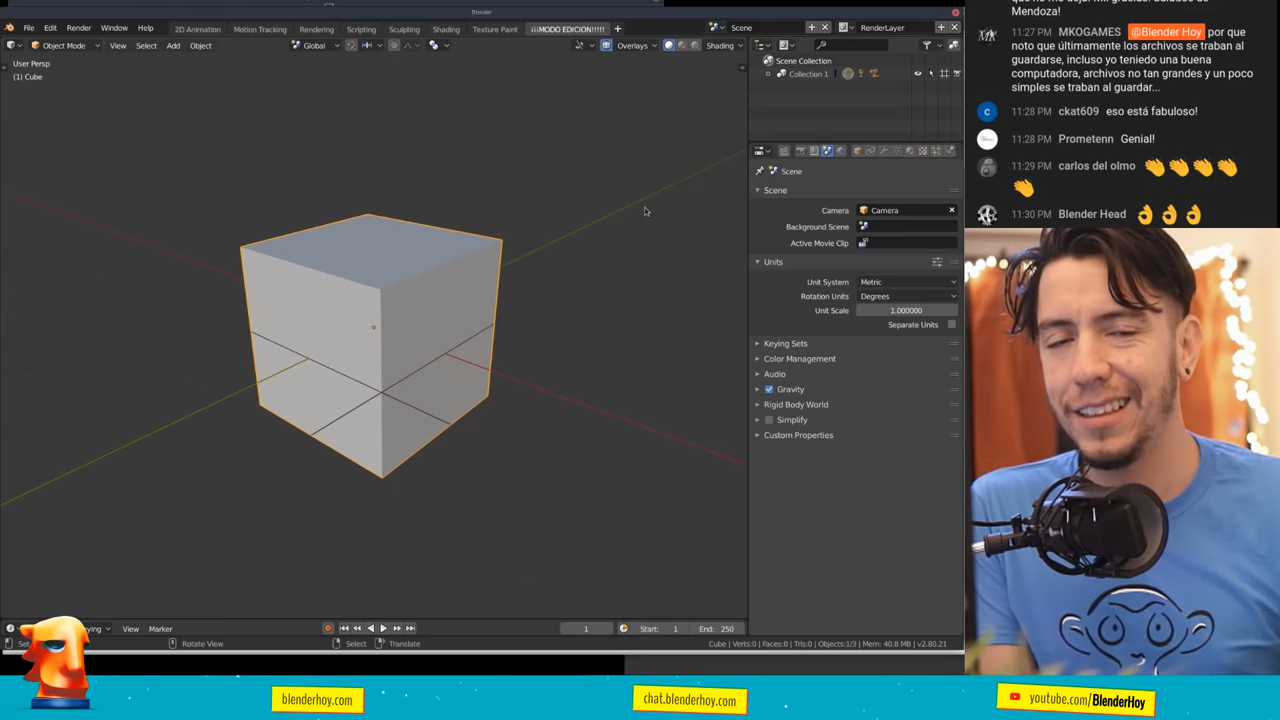 Blender
File Edit Render Window Help
2D Animation Motion Tracking Rendering Scripting Sculpting Shading Texture Paint ¡¡¡MODO EDICION!!!!! +
Scene
RenderLayer
Object Mode View Select Add Object
Global
Overlays
Shading
User Persp
(1) Cube
Scene Collection
Collection 1
Scene
Scene
Camera Camera
Background Scene
Active Movie Clip
Units
Unit System Metric
Rotation Units Degrees
Unit Scale 1.000000
Separate Units
Keying Sets
Color Management
Audio
Gravity
Rigid Body World
Simplify
Custom Properties
View Marker
1
Start: 1
End: 250
Rotate View
Select
Translate
Cube | Verts:0 | Faces:0 | Tris:0 | Objects:1/3 | Mem: 40.8 MB | v2.80.21
Mendoza!
11:27 PM MKOGAMES @Blender Hoy por que
noto que últimamente los archivos se traban al
guardarse, incluso yo teniedo una buena
computadora, archivos no tan grandes y un poco
simples se traban al guardar...
11:28 PM ckat609 eso está fabuloso!
11:28 PM Prometenn Genial!
11:29 PM carlos del olmo 👏👏👏👏
👏
11:30 PM Blender Head 👌👌👌
blenderhoy.com
chat.blenderhoy.com
youtube.com/BlenderHoy